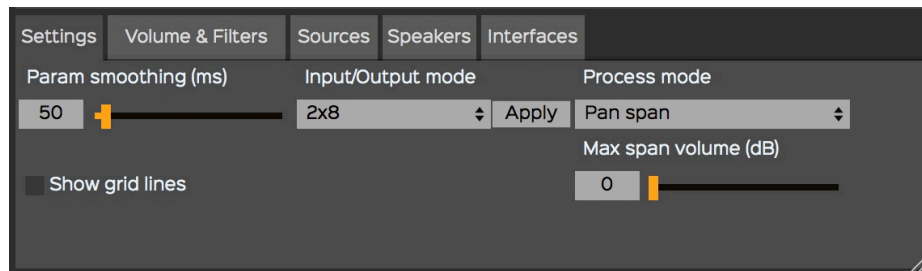 Settings Volume & Filters Sources Speakers Interfaces
Param smoothing (ms) Input/Output mode Process mode
50 2x8 Apply Pan span
Max span volume (dB)
Show grid lines 0